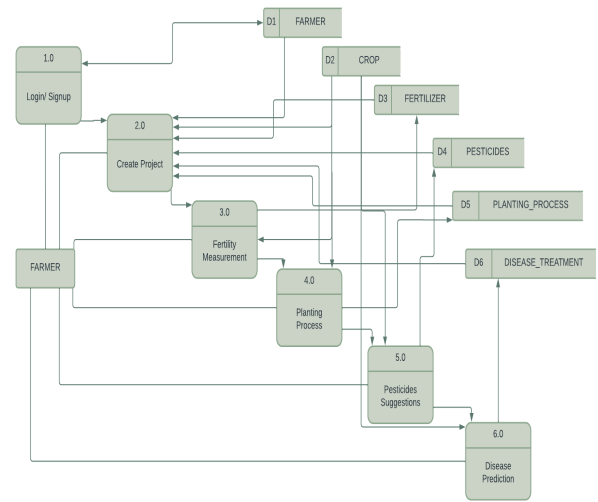 D1 FARMER
1.0
Login/ Signup
D2 CROP
D3 FERTILIZER
2.0
Create Project
D4 PESTICIDES
D5 PLANTING_PROCESS
3.0
Fertility
Measurement
FARMER
D6 DISEASE_TREATMENT
4.0
Planting
Process
5.0
Pesticides
Suggestions
6.0
Disease
Prediction